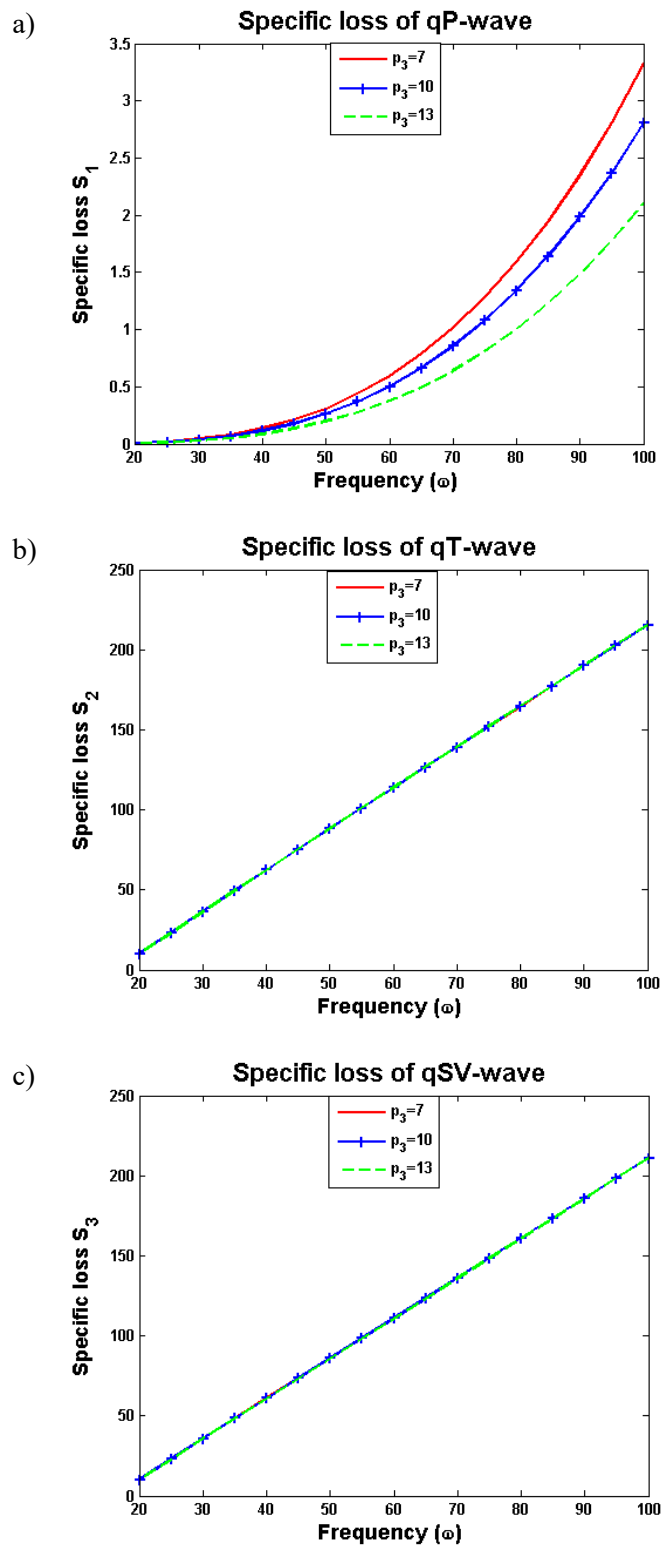 a)
Specific loss of qP-wave
p3=7
p3=10
p3=13
3.5
3
2.5
2
1.5
1
0.5
0
Specific loss S1
20 30 40 50 60 70 80 90 100
Frequency (ω)
b)
Specific loss of qT-wave
p3=7
p3=10
p3=13
250
200
150
100
50
0
Specific loss S2
20 30 40 50 60 70 80 90 100
Frequency (ω)
c)
Specific loss of qSV-wave
p3=7
p3=10
p3=13
250
200
150
100
50
0
Specific loss S3
20 30 40 50 60 70 80 90 100
Frequency (ω)